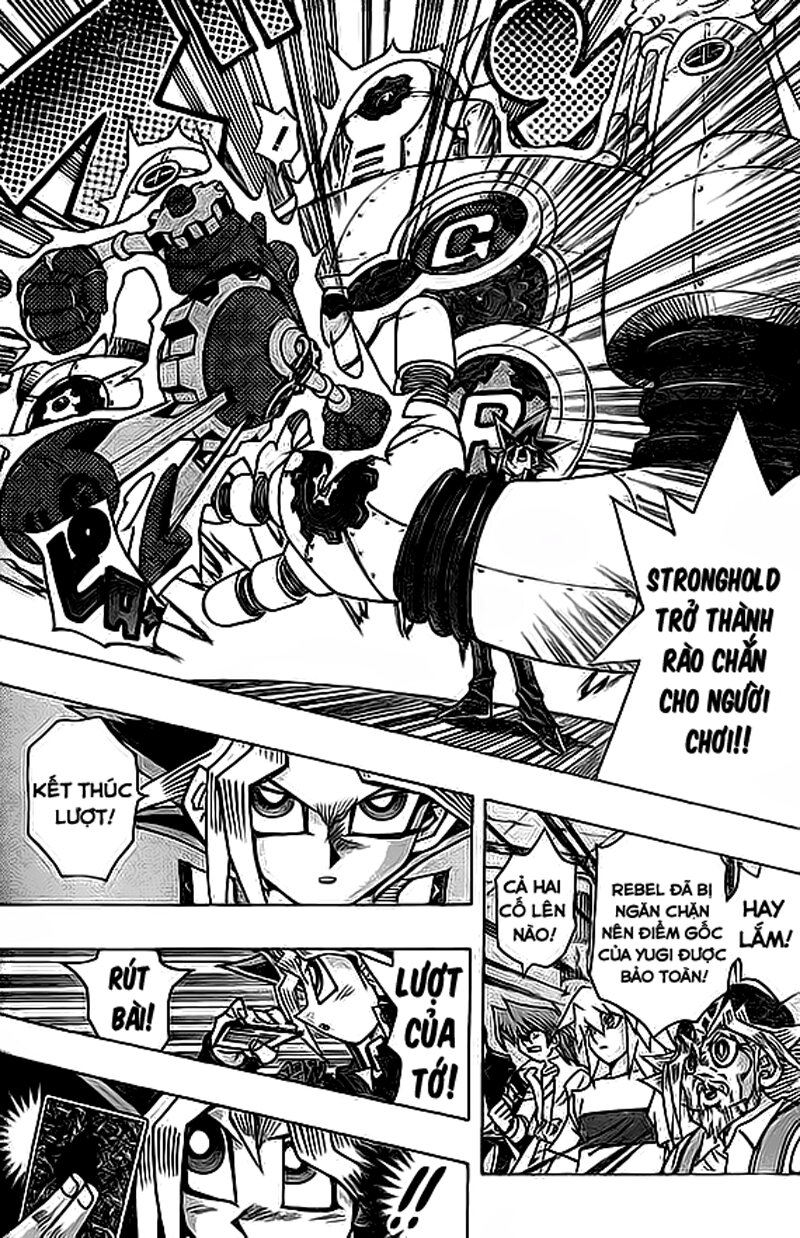 G
R
STRONGHOLD
TRỞ THÀNH
RÀO CHẮN
CHO NGƯỜI
CHƠI!!
KẾT THÚC
LƯỢT!
HAY
LẮM!
REBEL ĐÃ BỊ
NGĂN CHẶN
NÊN ĐIỂM GỐC
CỦA YUGI ĐƯỢC
BẢO TOÀN!
CẢ HAI
CỐ LÊN
NÀO!
LƯỢT
CỦA
TỚ!
RÚT
BÀI!
!!